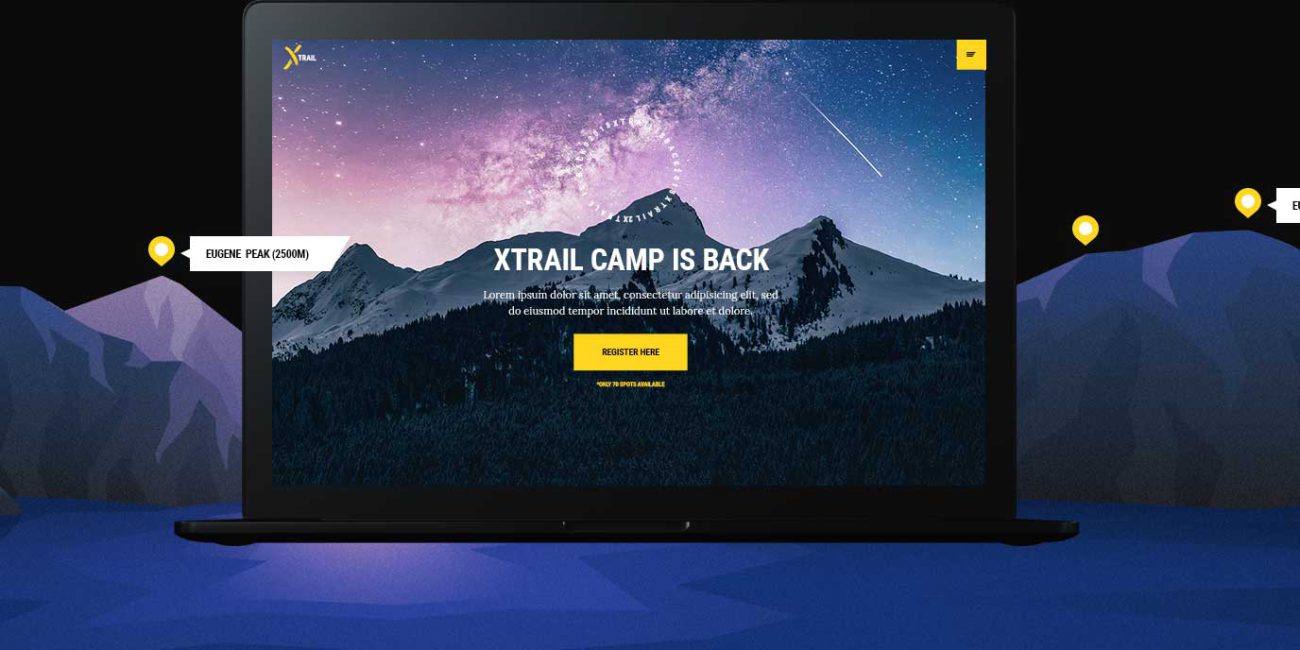 X TRAIL
EUGENE PEAK (2500M)
EU
XTRAIL CAMP IS BACK
Lorem ipsum dolor sit amet, consectetur adipisicing elit, sed
do eiusmod tempor incididunt ut labore et dolore.
REGISTER HERE
*ONLY 70 SPOTS AVAILABLE